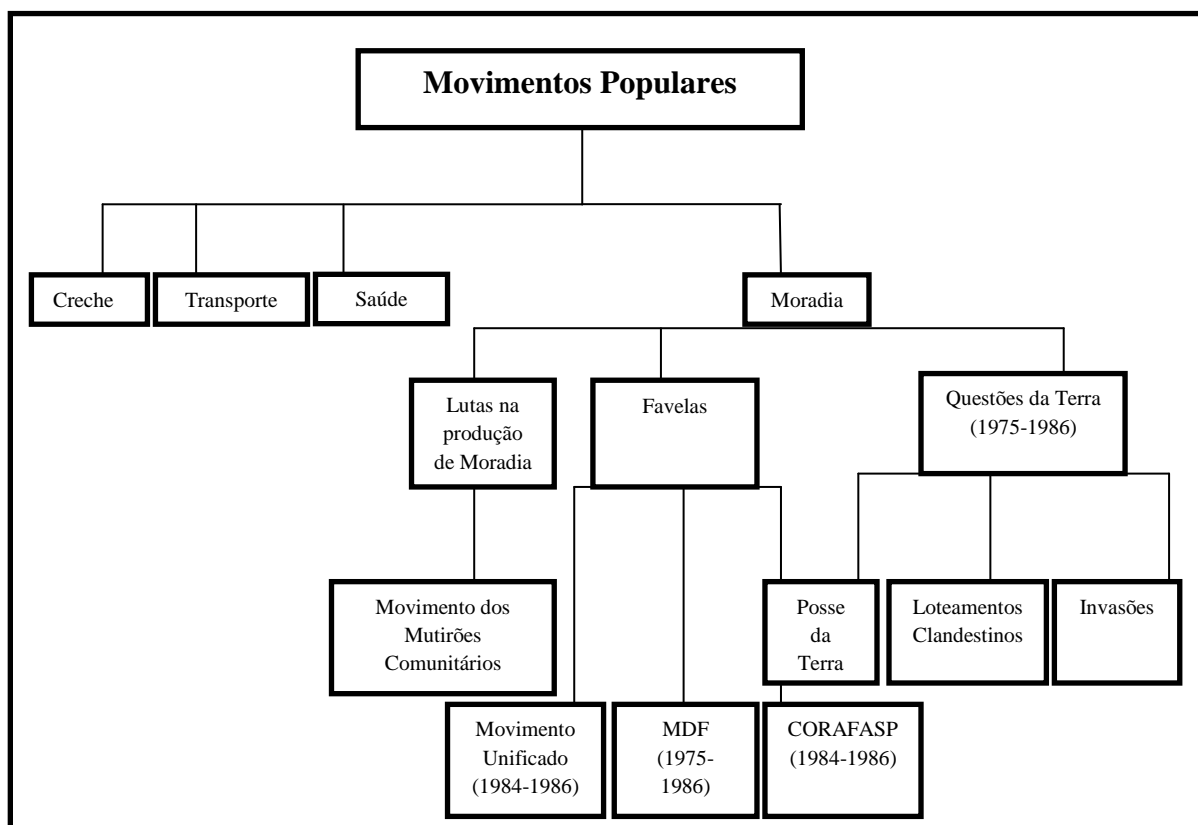 Movimentos Populares
Creche
Transporte
Saúde
Moradia
Lutas na
produção
de Moradia
Favelas
Questões da Terra
(1975-1986)
Movimento dos
Mutirões
Comunitários
Posse
da
Terra
Loteamentos
Clandestinos
Invasões
Movimento
Unificado
(1984-1986)
MDF
(1975-
1986)
CORAFASP
(1984-1986)